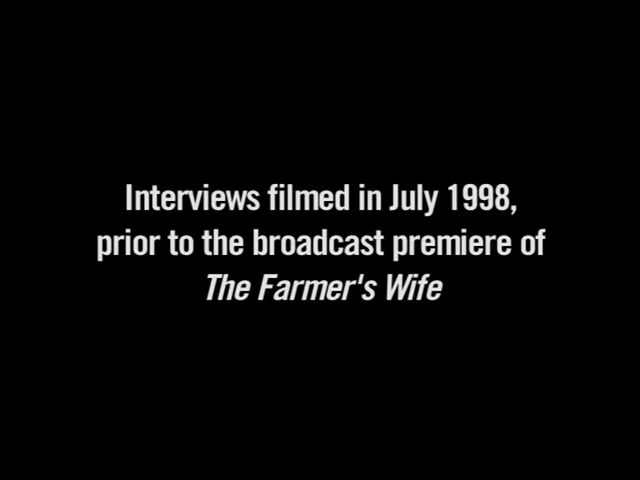 Interviews filmed in July 1998,
prior to the broadcast premiere of
The Farmer's Wife